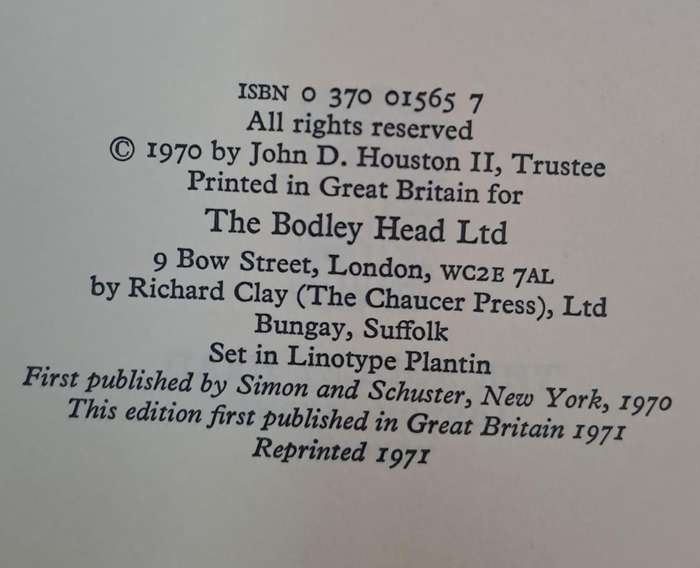 ISBN 0 370 01565 7
All rights reserved
© 1970 by John D. Houston II, Trustee
Printed in Great Britain for
The Bodley Head Ltd
9 Bow Street, London, WC2E 7AL
by Richard Clay (The Chaucer Press), Ltd
Bungay, Suffolk
Set in Linotype Plantin
First published by Simon and Schuster, New York, 1970
This edition first published in Great Britain 1971
Reprinted 1971